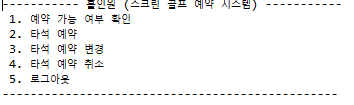 ----------- 홀인원 (스크린 골프 예약 시스템) -----------
1. 예약 가능 여부 확인
2. 타석 예약
3. 타석 예약 변경
4. 타석 예약 취소
5. 로그아웃
------------------------------------------------